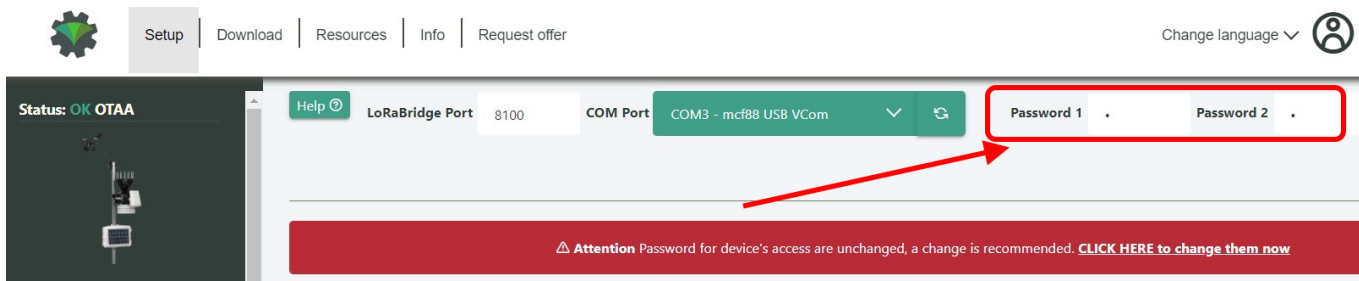 Setup Download Resources Info Request offer Change language
Status: OK OTAA
Help LoRaBridge Port 8100 COM Port COM3 - mcf88 USB VCom Password 1 . Password 2 .
Attention Password for device's access are unchanged, a change is recommended. CLICK HERE to change them now